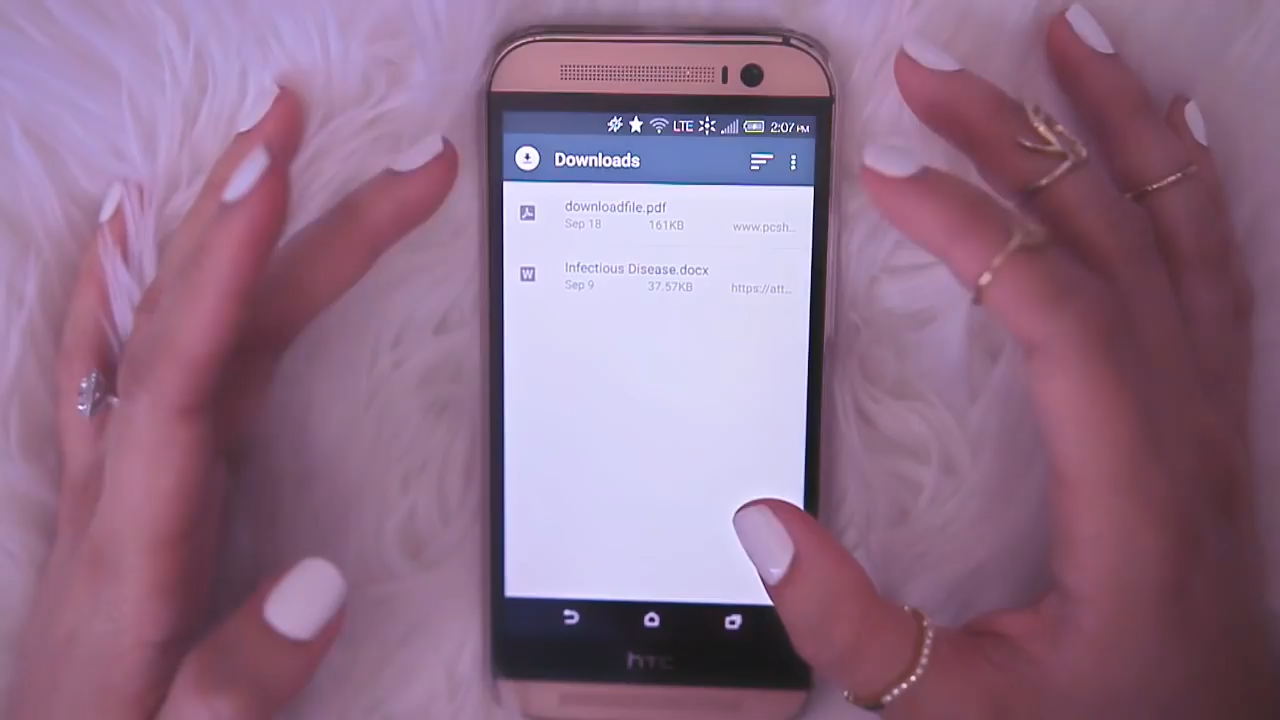 LTE 2:07 PM
Downloads
downloadfile.pdf
Sep 18 161KB www.pcsh...
Infectious Disease.docx
Sep 9 37.57KB https://att...
W
hTC